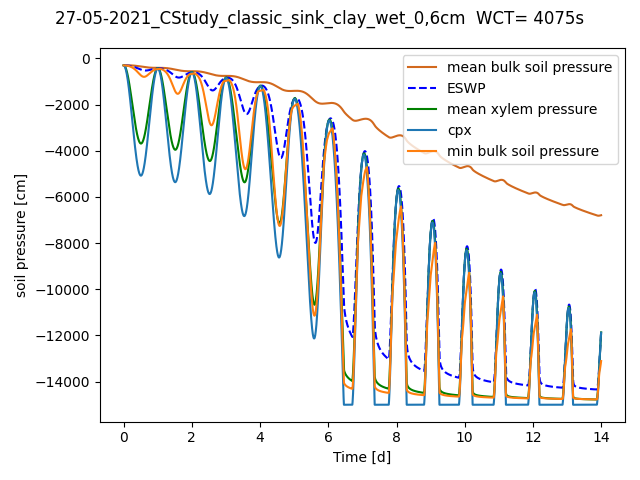 27-05-2021_CStudy_classic_sink_clay_wet_0,6cm  WCT= 4075s
mean bulk soil pressure
ESWP
mean xylem pressure
cpx
min bulk soil pressure
soil pressure [cm]
0
−2000
−4000
−6000
−8000
−10000
−12000
−14000
0 2 4 6 8 10 12 14
Time [d]